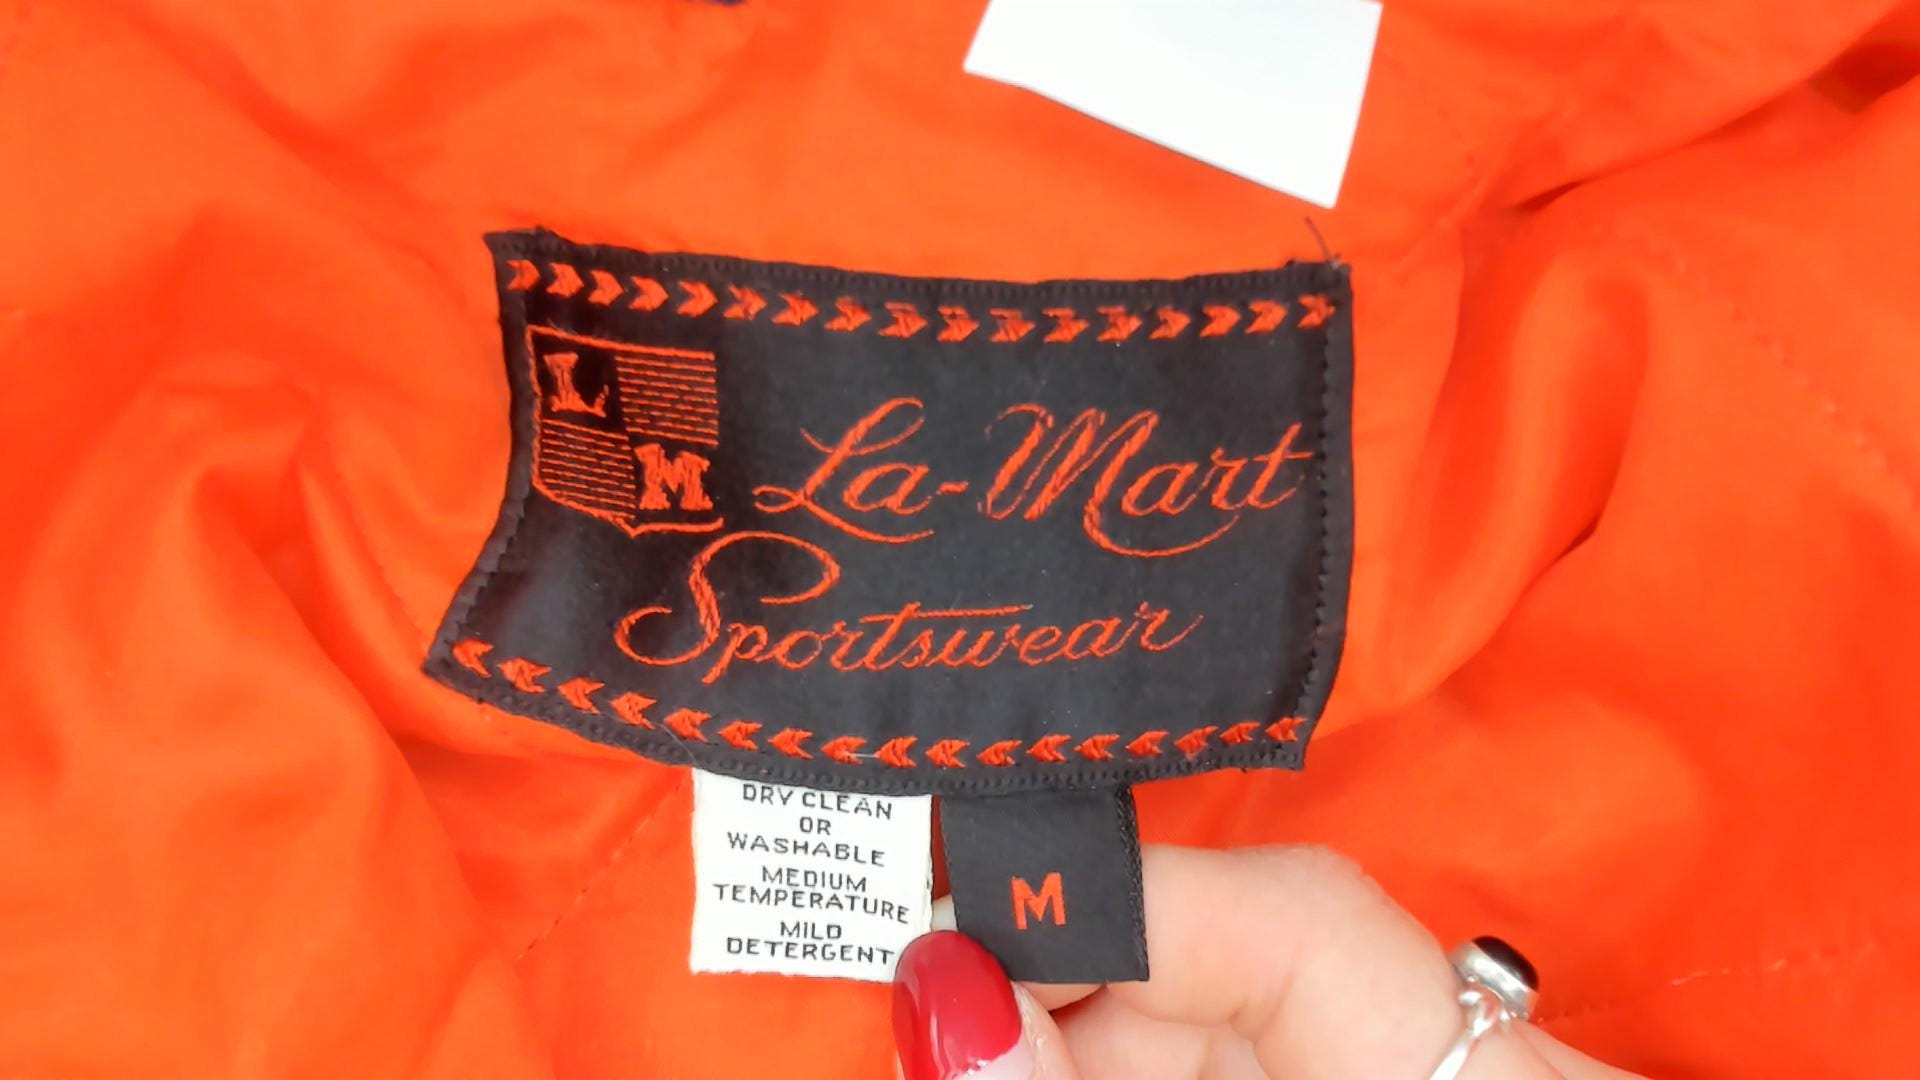 L
M
La-Mart
Sportswear
DRY CLEAN
OR
WASHABLE
MEDIUM
TEMPERATURE
MILD
DETERGENT
M